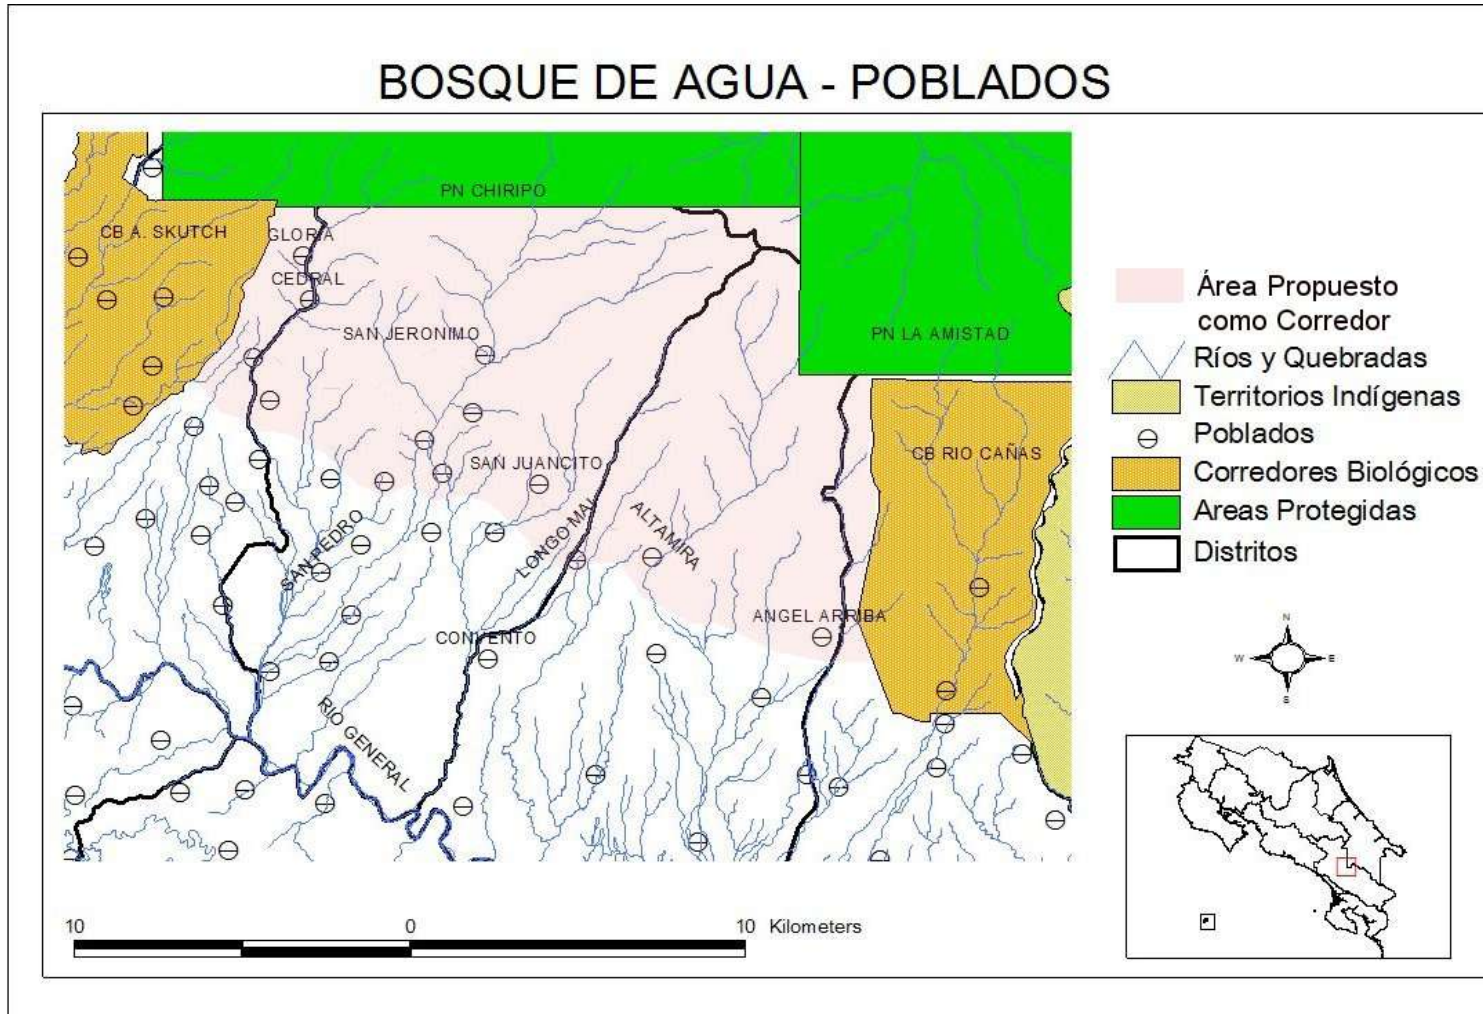 BOSQUE DE AGUA - POBLADOS
PN CHIRIPO
CB A. SKUTCH
GLORIA
CEDRAL
SAN JERONIMO
PN LA AMISTAD
SAN JUANCITO
CB RIO CAÑAS
LONGO MAI
ALTAMIRA
SAN PEDRO
ANGEL ARRIBA
CONVENTO
RIO GENERAL
Área Propuesto
como Corredor
Ríos y Quebradas
Territorios Indígenas
Poblados
Corredores Biológicos
Areas Protegidas
Distritos
N
W
E
S
10 0 10 Kilometers